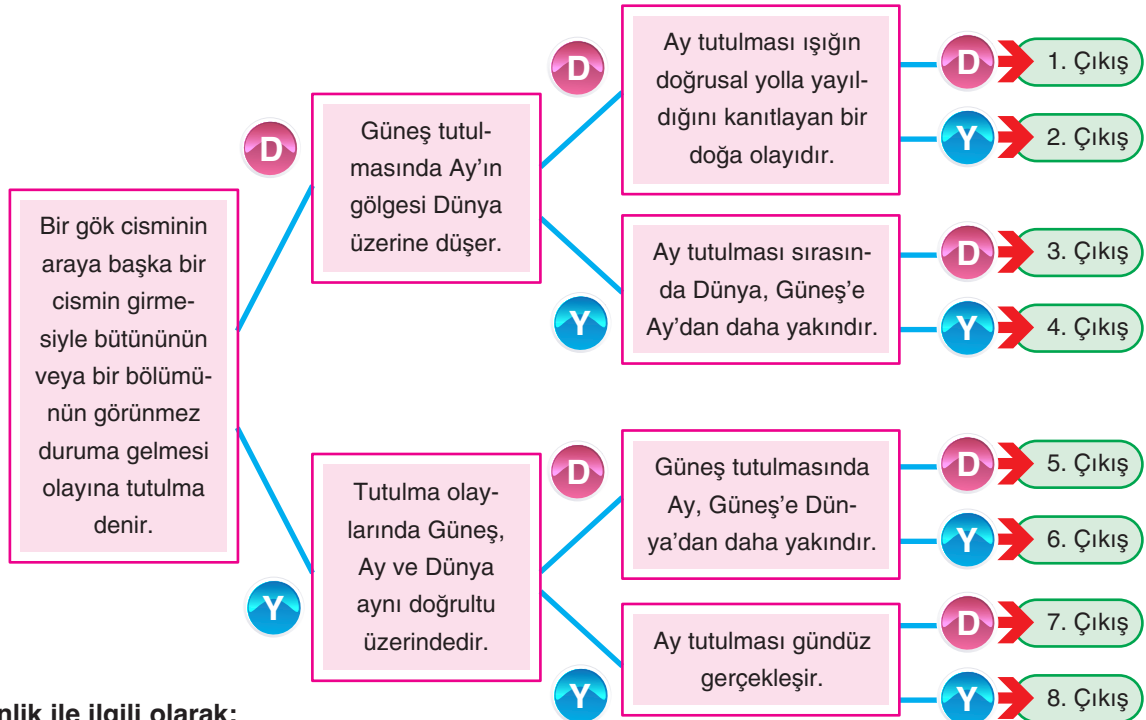 Bir gök cisminin
araya başka bir
cismin girme-
siyle bütününün
veya bir bölümü-
nün görünmez
duruma gelmesi
olayına tutulma
denir.
D
Güneş tutul-
masında Ay'ın
gölgesi Dünya
üzerine düşer.
D
Ay tutulması ışığın
doğrusal yolla yayıl-
dığını kanıtlayan bir
doğa olayıdır.
D
1. Çıkış
Y
2. Çıkış
Y
Ay tutulması sırasın-
da Dünya, Güneş'e
Ay'dan daha yakındır.
D
3. Çıkış
Y
4. Çıkış
Y
Tutulma olay-
larında Güneş,
Ay ve Dünya
aynı doğrultu
üzerindedir.
D
Güneş tutulmasında
Ay, Güneş'e Dün-
ya'dan daha yakındır.
D
5. Çıkış
Y
6. Çıkış
Y
Ay tutulması gündüz
gerçekleşir.
D
7. Çıkış
Y
8. Çıkış
nlik ile ilgili olarak: